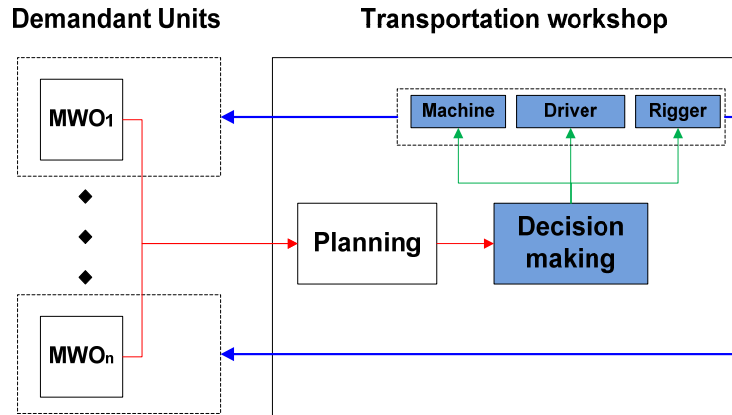 Demandant Units
Transportation workshop
MWO1
Machine
Driver
Rigger
Planning
Decision
making
MWOn